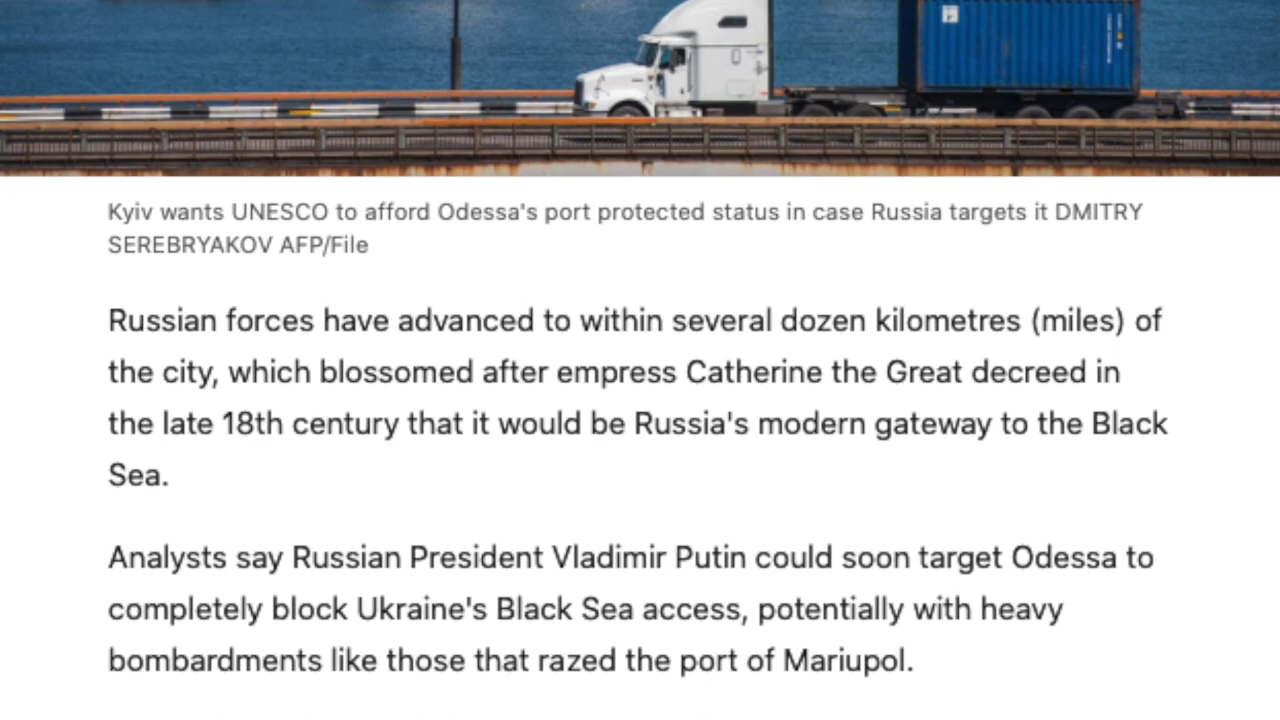 Kyiv wants UNESCO to afford Odessa's port protected status in case Russia targets it DMITRY
SEREBRYAKOV AFP/File
Russian forces have advanced to within several dozen kilometres (miles) of
the city, which blossomed after empress Catherine the Great decreed in
the late 18th century that it would be Russia's modern gateway to the Black
Sea.
Analysts say Russian President Vladimir Putin could soon target Odessa to
completely block Ukraine's Black Sea access, potentially with heavy
bombardments like those that razed the port of Mariupol.